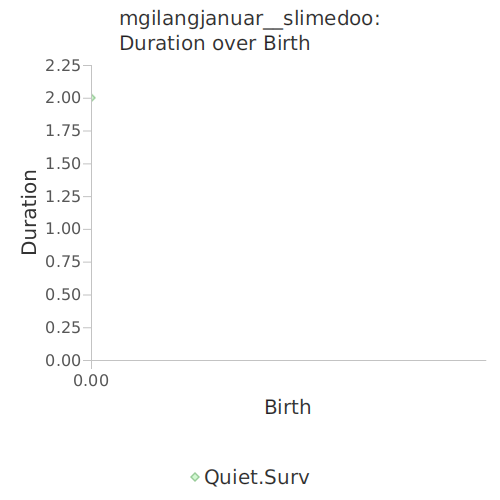 mgilangjanuar__slimedoo:
Duration over Birth
2.25
2.00
1.75
1.50
1.25
1.00
0.75
0.50
0.25
0.00
Duration
0.00
Birth
Quiet.Surv